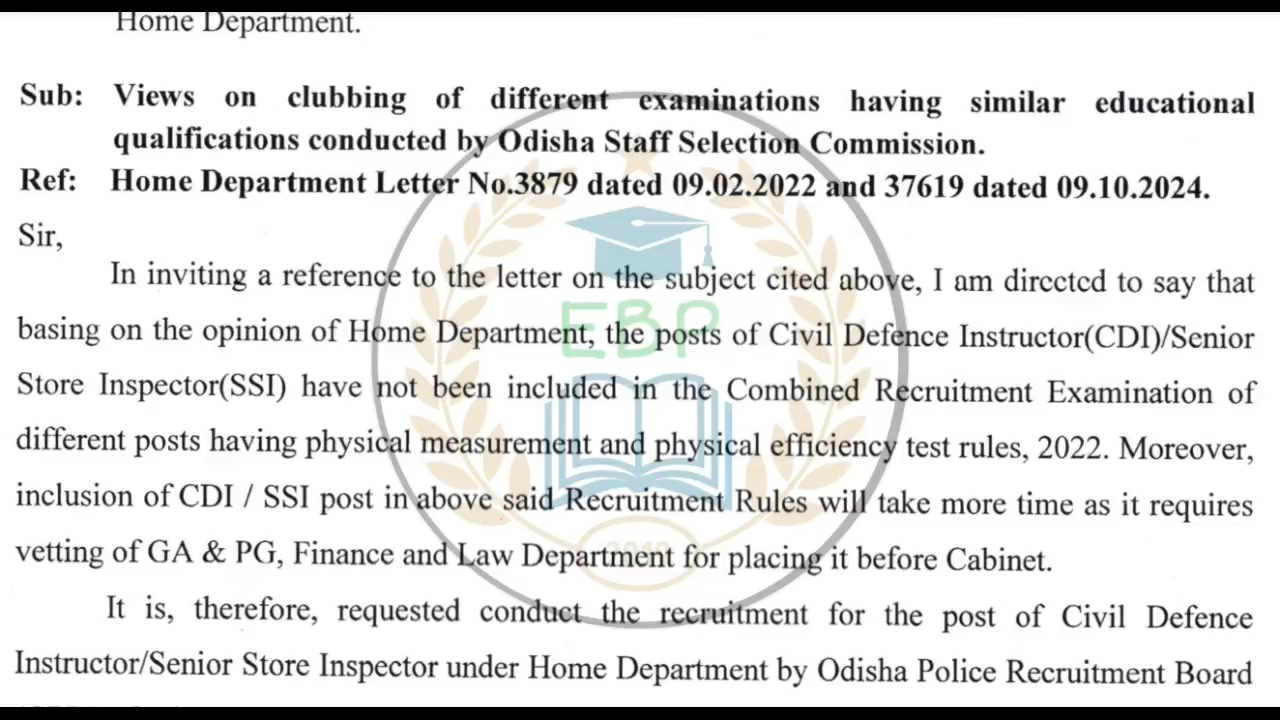 Home Department.
Sub: Views on clubbing of different examinations having similar educational
qualifications conducted by Odisha Staff Selection Commission.
Ref: Home Department Letter No.3879 dated 09.02.2022 and 37619 dated 09.10.2024.
Sir,
In inviting a reference to the letter on the subject cited above, I am directed to say that
basing on the opinion of Home Department, the posts of Civil Defence Instructor(CDI)/Senior
Store Inspector(SSI) have not been included in the Combined Recruitment Examination of
different posts having physical measurement and physical efficiency test rules, 2022. Moreover,
inclusion of CDI / SSI post in above said Recruitment Rules will take more time as it requires
vetting of GA & PG, Finance and Law Department for placing it before Cabinet.
It is, therefore, requested conduct the recruitment for the post of Civil Defence
Instructor/Senior Store Inspector under Home Department by Odisha Police Recruitment Board
EBP